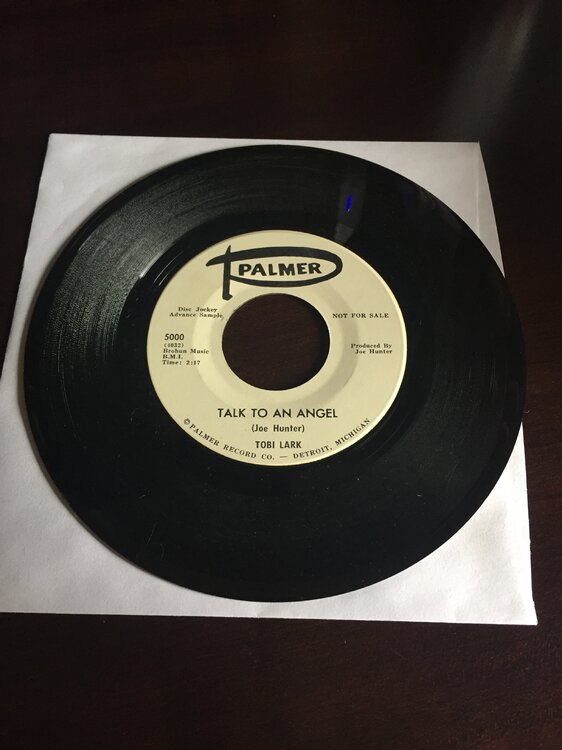 PALMER
Disc Jockey
Advance Sample
NOT FOR SALE
5000
(4032)
Brohun Music
B.M.I.
Time: 2:17
Produced By
Joe Hunter
TALK TO AN ANGEL
(Joe Hunter)
TOBI LARK
© PALMER RECORD CO. — DETROIT, MICHIGAN